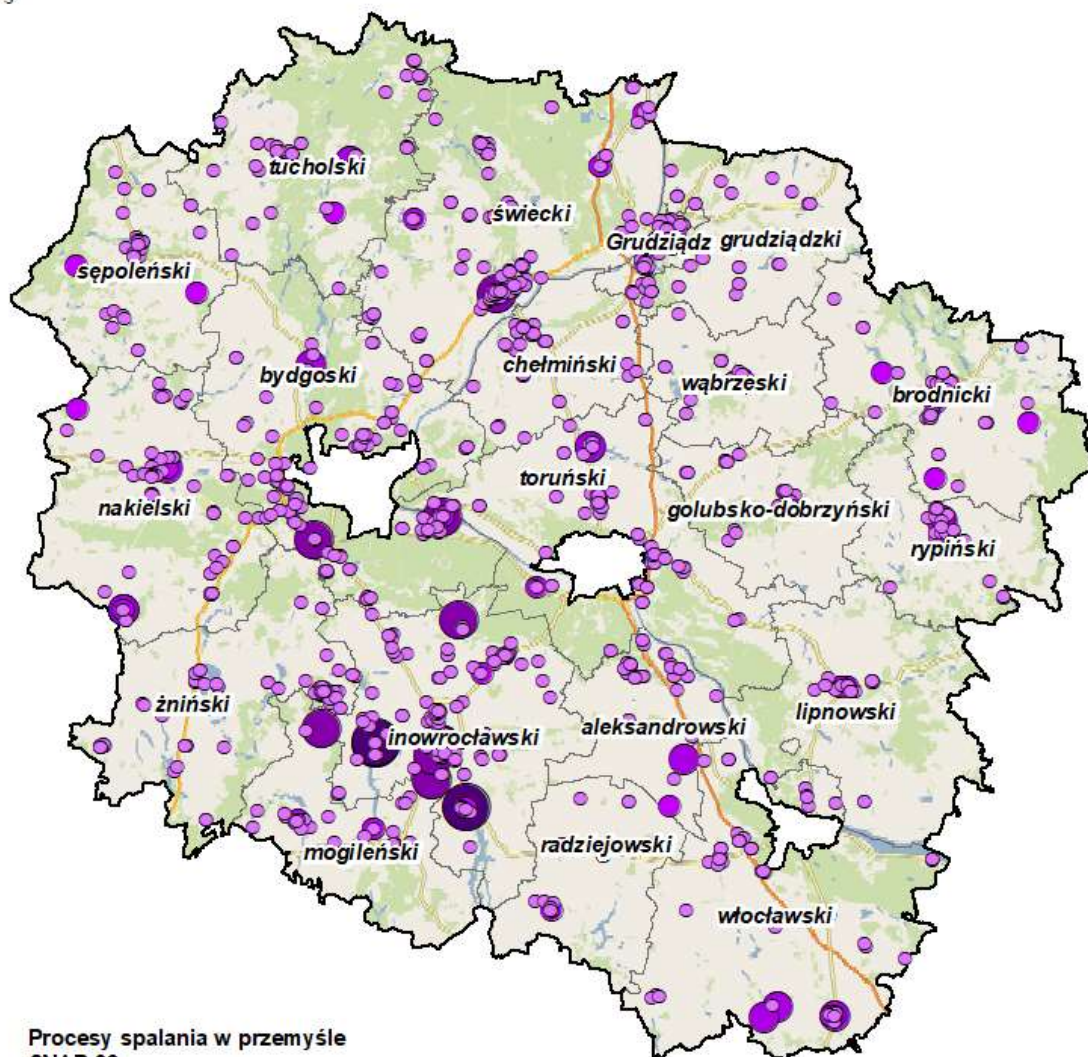 tucholski
świecki
Grudziądz grudziądzki
sępoleński
chełmiński
bydgoski
wąbrzeski
brodnicki
toruński
nakielski
golubsko-dobrzyński
rypiński
żniński
lipnowski
aleksandrowski
inowrocławski
mogileński
radziejowski
włocławski
Procesy spalania w przemyśle